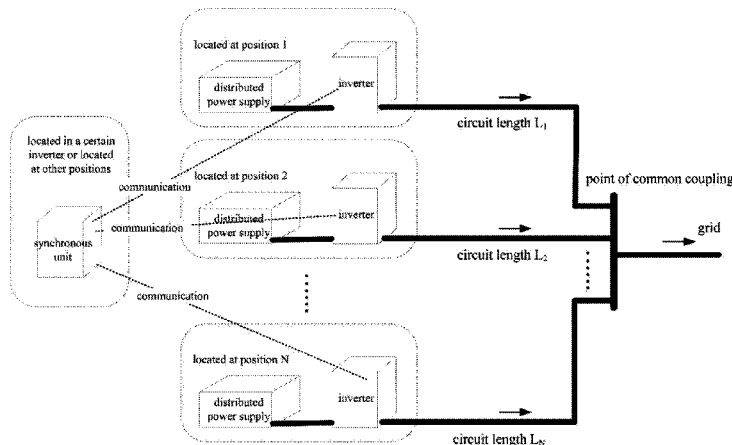 located at position 1
distributed
power supply
inverter
circuit length L1
located in a certain
inverter or located
at other positions
synchronous
unit
communication
located at position 2
distributed
power supply
inverter
communication
circuit length L2
point of common coupling
grid
communication
located at position N
distributed
power supply
inverter
circuit length LN